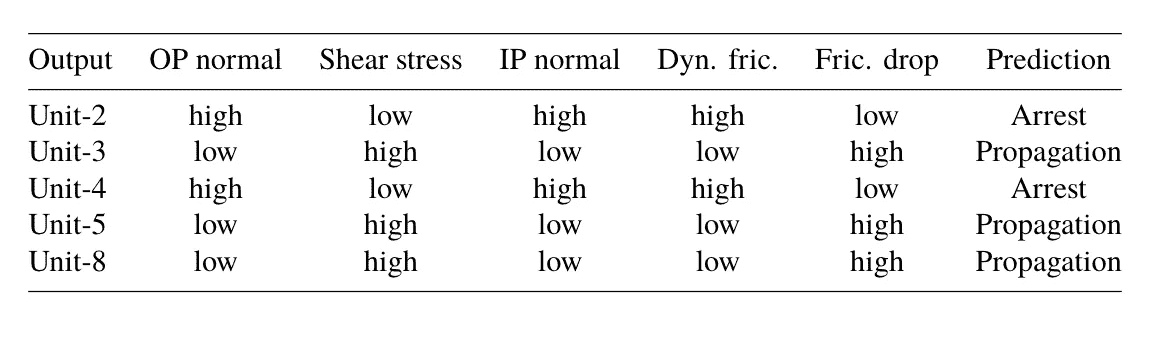 Output OP normal Shear stress IP normal Dyn. fric. Fric. drop Prediction
Unit-2 high low high high low Arrest
Unit-3 low high low low high Propagation
Unit-4 high low high high low Arrest
Unit-5 low high low low high Propagation
Unit-8 low high low low high Propagation